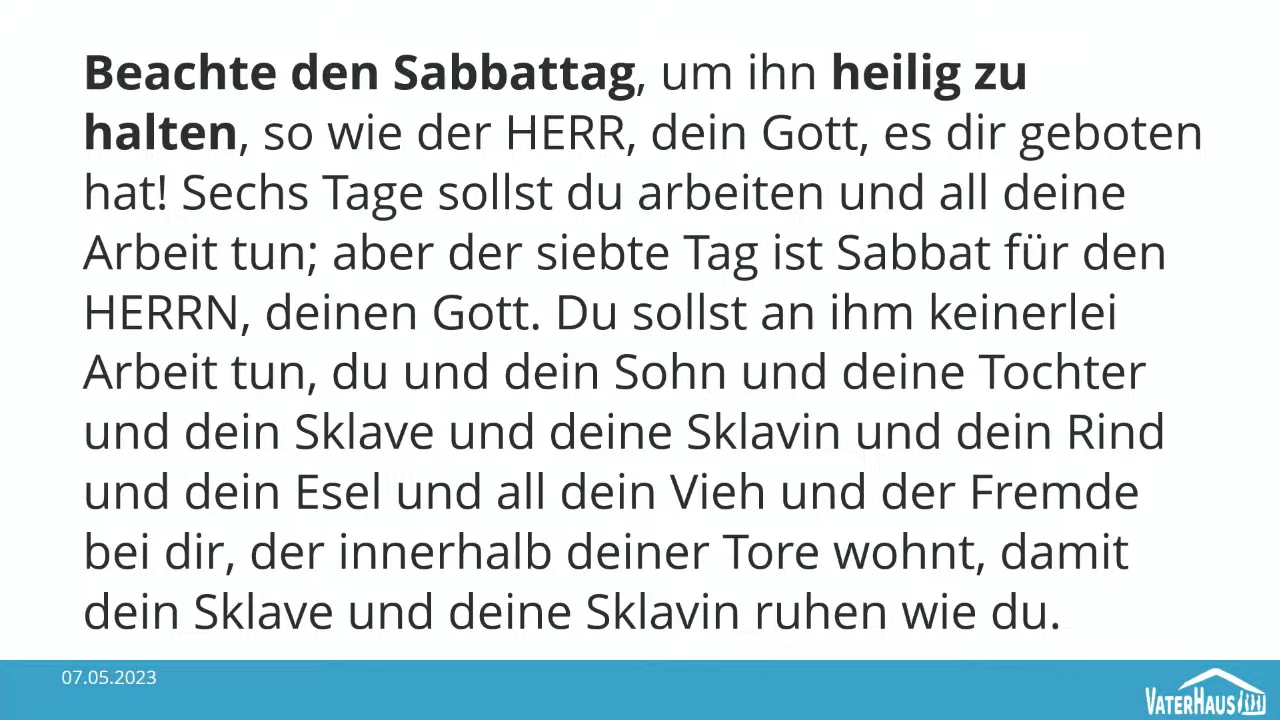 Beachte den Sabbattag, um ihn heilig zu
halten, so wie der HERR, dein Gott, es dir geboten
hat! Sechs Tage sollst du arbeiten und all deine
Arbeit tun; aber der siebte Tag ist Sabbat für den
HERRN, deinen Gott. Du sollst an ihm keinerlei
Arbeit tun, du und dein Sohn und deine Tochter
und dein Sklave und deine Sklavin und dein Rind
und dein Esel und all dein Vieh und der Fremde
bei dir, der innerhalb deiner Tore wohnt, damit
dein Sklave und deine Sklavin ruhen wie du.
07.05.2023
VATERHAUS